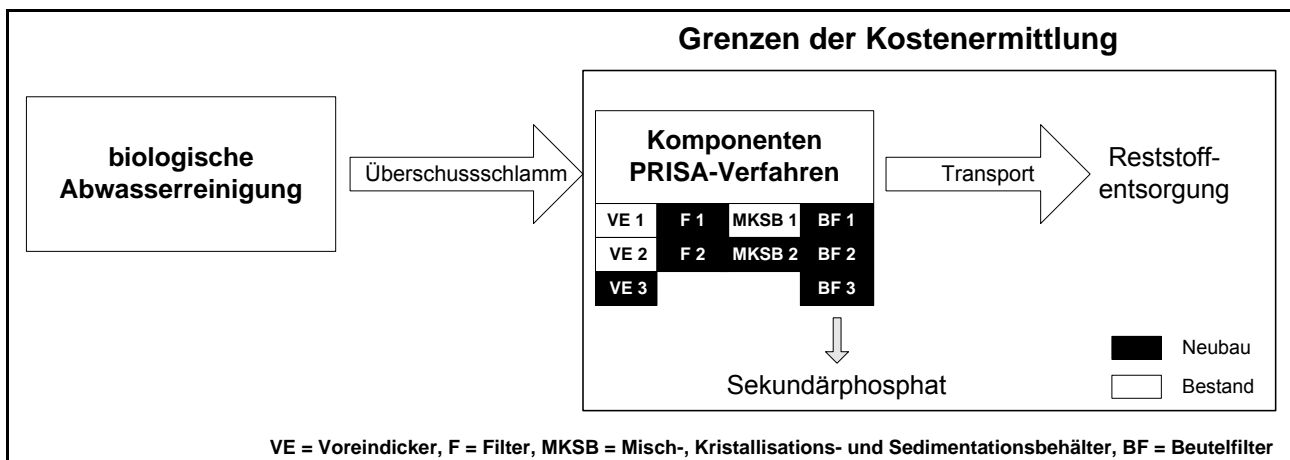 Grenzen der Kostenermittlung
biologische
Abwasserreinigung
Überschussschlamm
Komponenten
PRISA-Verfahren
VE 1 F 1 MKSB 1 BF 1
VE 2 F 2 MKSB 2 BF 2
VE 3 BF 3
Transport
Reststoff-
entsorgung
Sekundärphosphat
Neubau
Bestand
VE = Voreindicker, F = Filter, MKSB = Misch-, Kristallisations- und Sedimentationsbehälter, BF = Beutelfilter